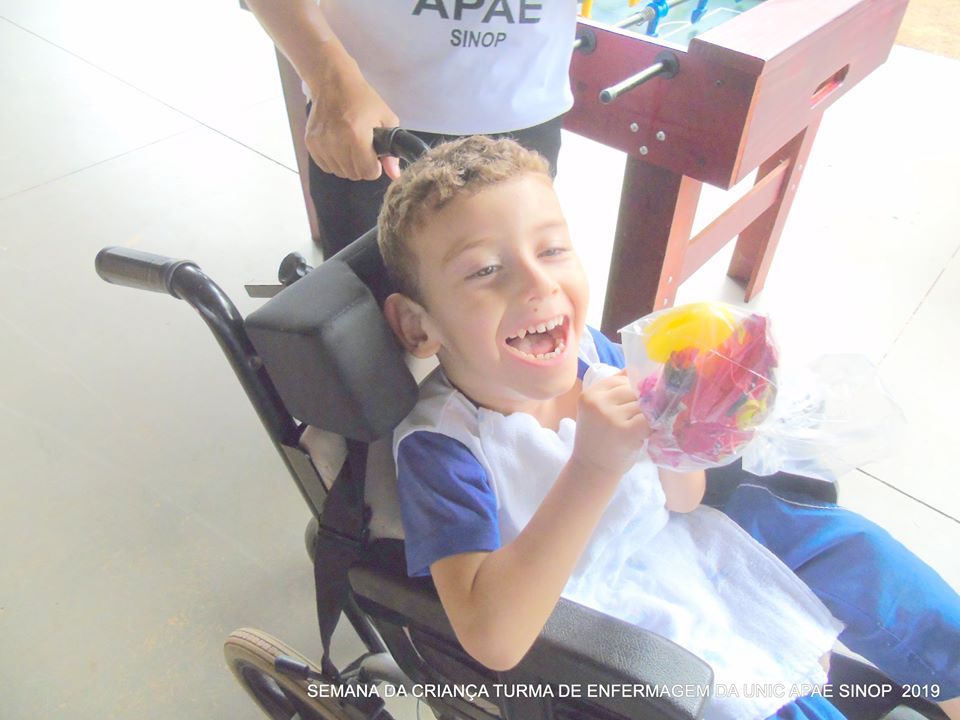 APAE
SINOP
SEMANA DA CRIANÇA TURMA DE ENFERMAGEM DA UNIC APAE SINOP 2019